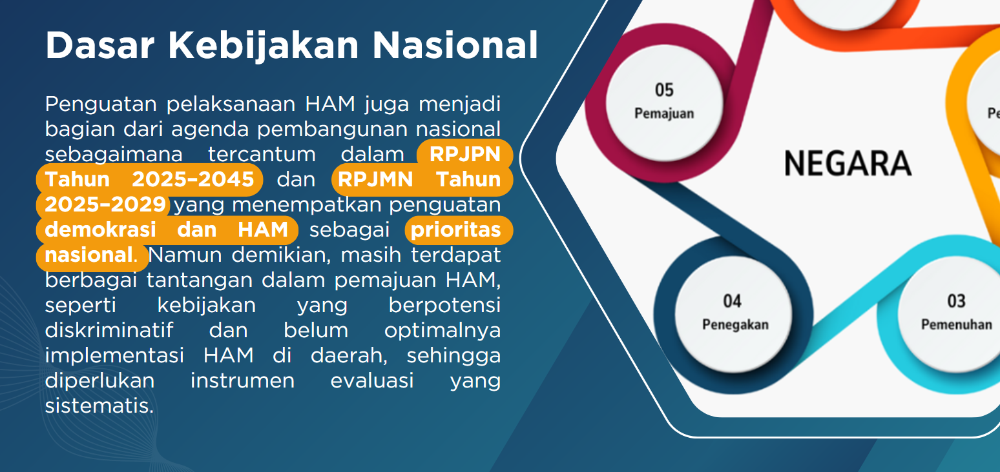 Dasar Kebijakan Nasional
Penguatan pelaksanaan HAM juga menjadi
bagian dari agenda pembangunan nasional
sebagaimana tercantum dalam RPJPN
Tahun 2025–2045 dan RPJMN Tahun
2025–2029 yang menempatkan penguatan
demokrasi dan HAM sebagai prioritas
nasional. Namun demikian, masih terdapat
berbagai tantangan dalam pemajuan HAM,
seperti kebijakan yang berpotensi
diskriminatif dan belum optimalnya
implementasi HAM di daerah, sehingga
diperlukan instrumen evaluasi yang
sistematis.
05
Pemajuan
NEGARA
04
Penegakan
03
Pemenuhan